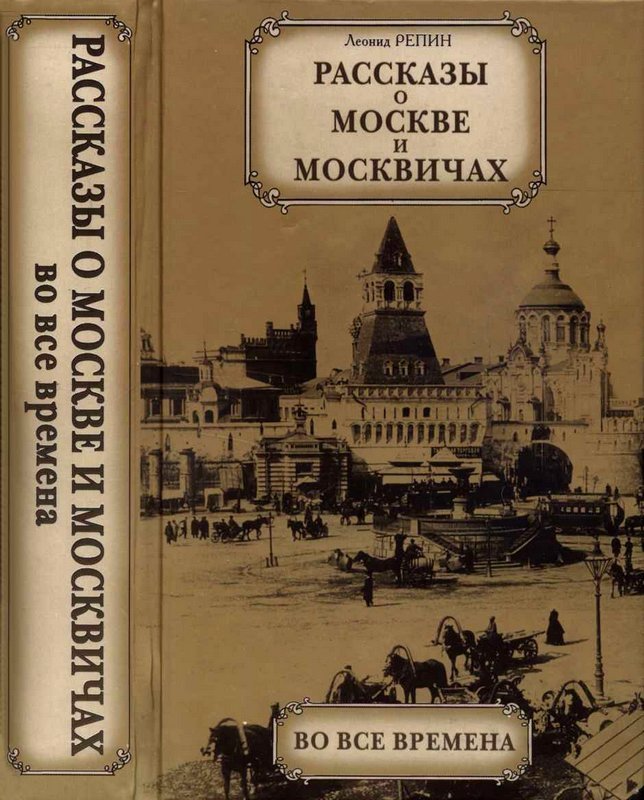 РАССКАЗЫ О МОСКВЕ И МОСКВИЧАХ
во все времена
Леонид РЕПИН
РАССКАЗЫ
О
МОСКВЕ
И
МОСКВИЧАХ
ВО ВСЕ ВРЕМЕНА